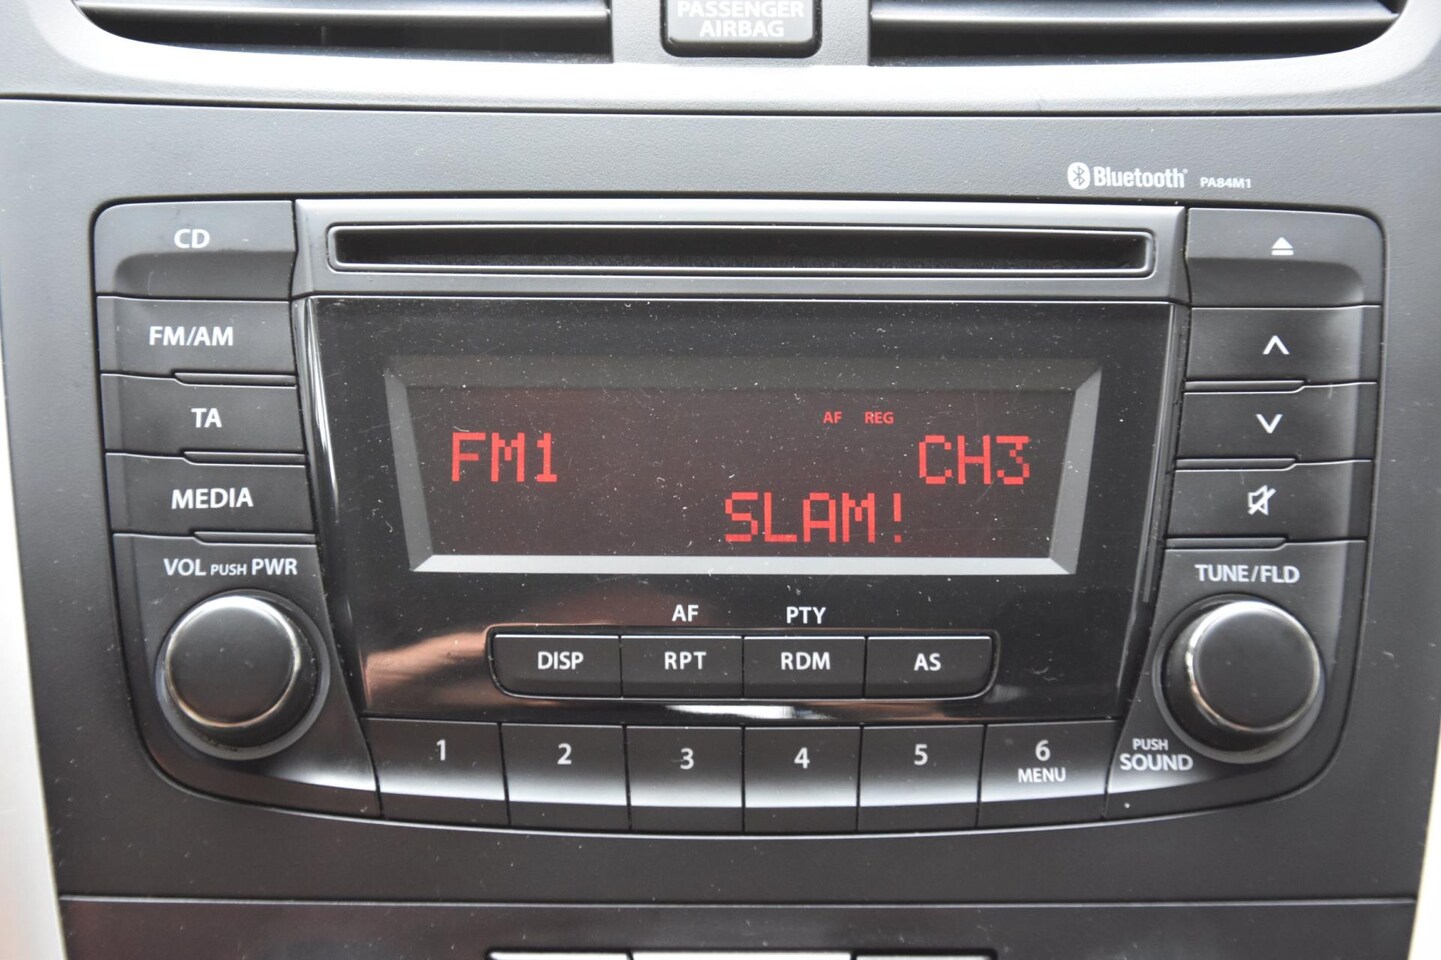 PASSENGER
AIRBAG
Bluetooth® PA84M1
CD
FM/AM
TA
MEDIA
VOL PUSH PWR
AF REG
FM1 CH3
SLAM!
TUNE/FLD
AF PTY
DISP RPT RDM AS
1 2 3 4 5 6
MENU
PUSH
SOUND